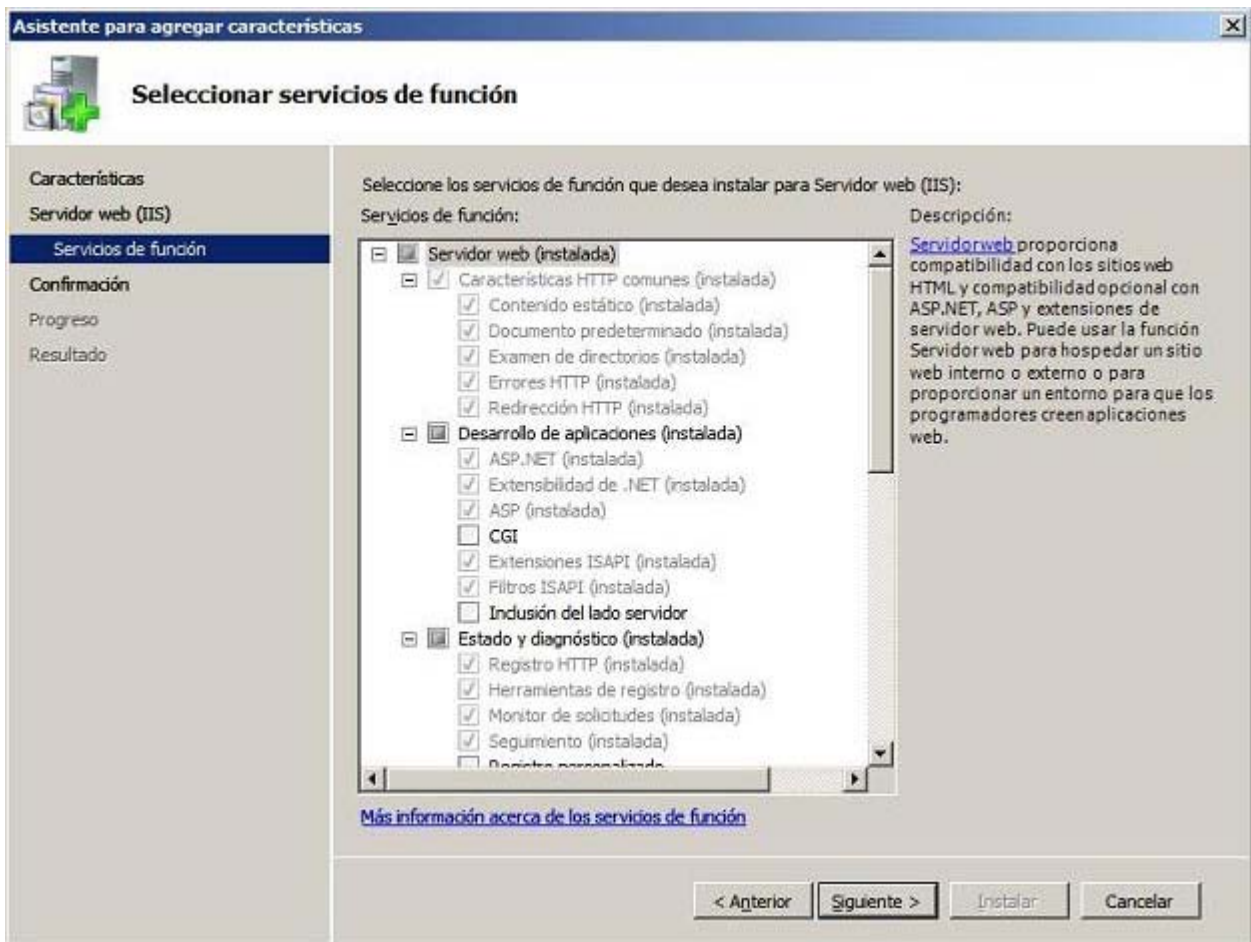 Asistente para agregar características
Seleccionar servicios de función
Características
Servidor web (IIS)
Servicios de función
Confirmación
Progreso
Resultado
Seleccione los servicios de función que desea instalar para Servidor web (IIS):
Servicios de función:
Servidor web (instalada)
Características HTTP comunes (instalada)
Contenido estático (instalada)
Documento predeterminado (instalada)
Examen de directorios (instalada)
Errores HTTP (instalada)
Redirección HTTP (instalada)
Desarrollo de aplicaciones (instalada)
ASP.NET (instalada)
Extensibilidad de .NET (instalada)
ASP (instalada)
CGI
Extensiones ISAPI (instalada)
Filtros ISAPI (instalada)
Inclusión del lado servidor
Estado y diagnóstico (instalada)
Registro HTTP (instalada)
Herramientas de registro (instalada)
Monitor de solicitudes (instalada)
Seguimiento (instalada)
Registro personalizado
Descripción:
Servidor web proporciona
compatibilidad con los sitios web
HTML y compatibilidad opcional con
ASP.NET, ASP y extensiones de
servidor web. Puede usar la función
Servidor web para hospedar un sitio
web interno o externo o para
proporcionar un entorno para que los
programadores creen aplicaciones
web.
Más información acerca de los servicios de función
< Anterior
Siguiente >
Instalar
Cancelar